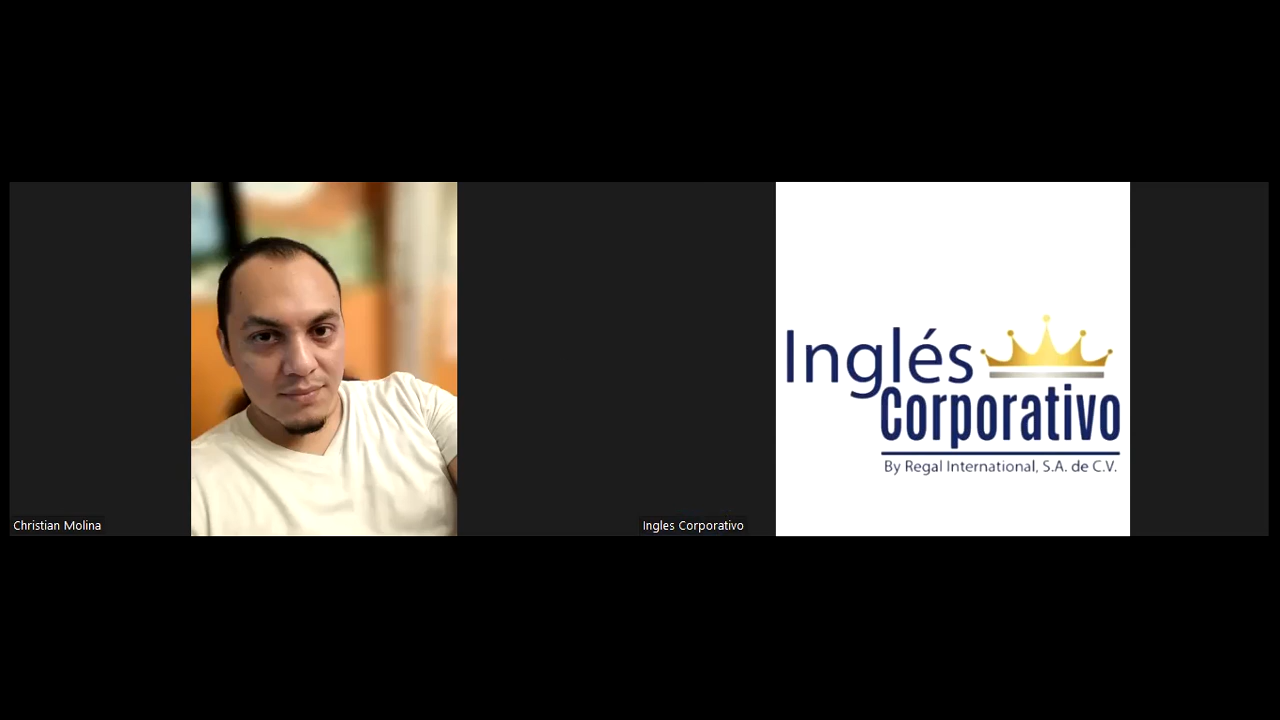 Inglés
Corporativo
By Regal International, S.A. de C.V.
Christian Molina
Ingles Corporativo